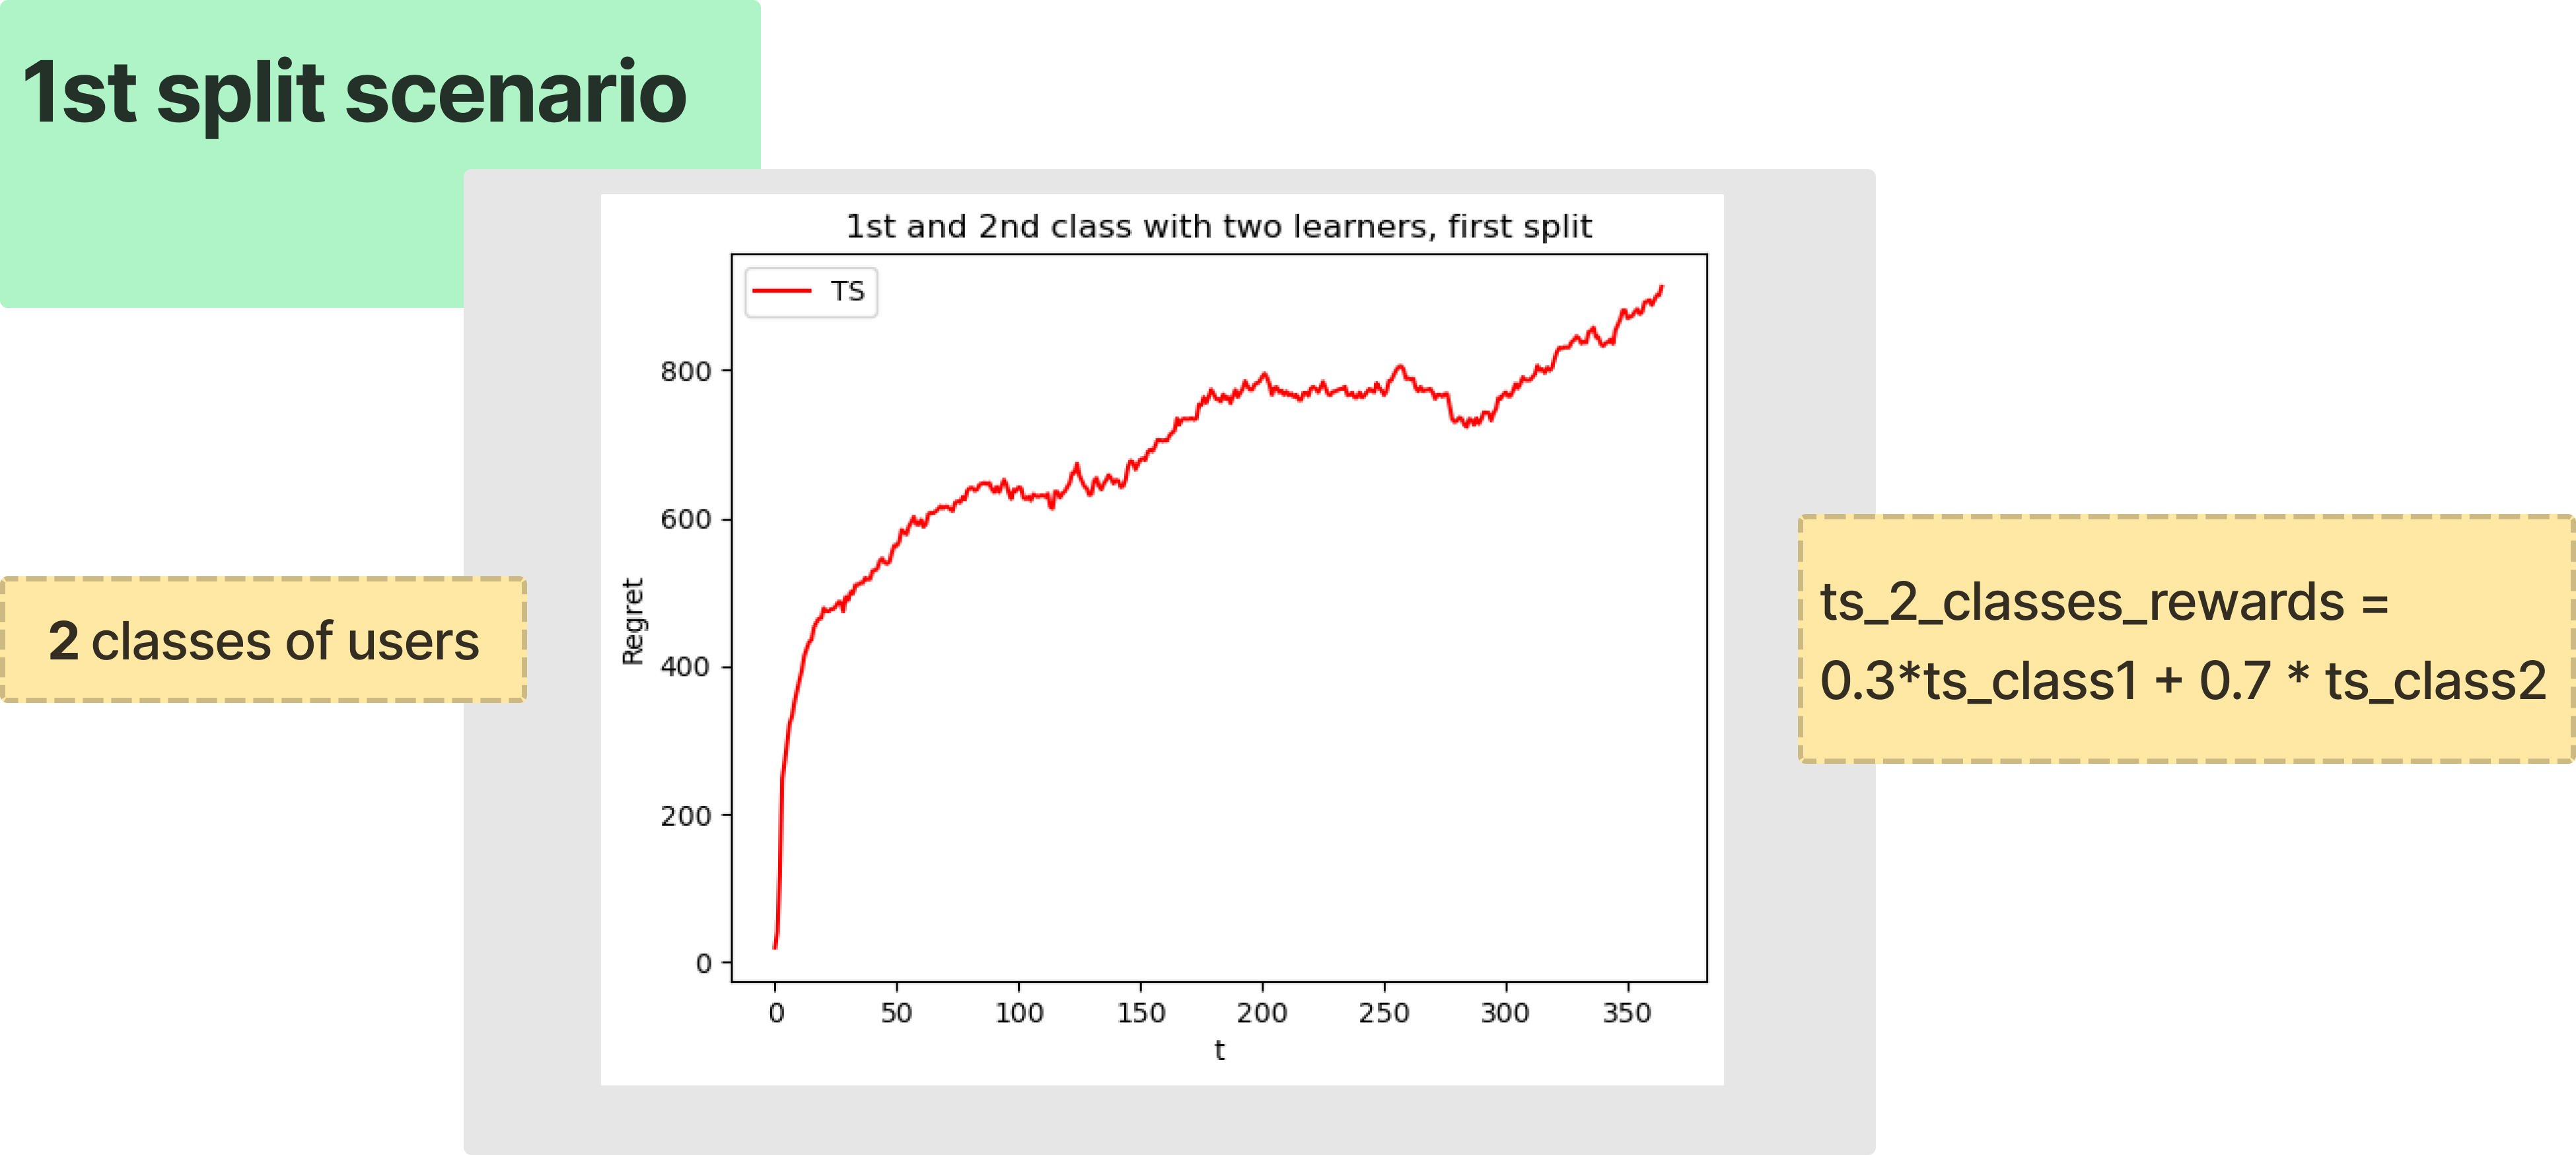 1st split scenario
1st and 2nd class with two learners, first split
TS
800
600
400
200
0
Regret
0 50 100 150 200 250 300 350
t
2 classes of users
ts_2_classes_rewards =
0.3*ts_class1 + 0.7 * ts_class2